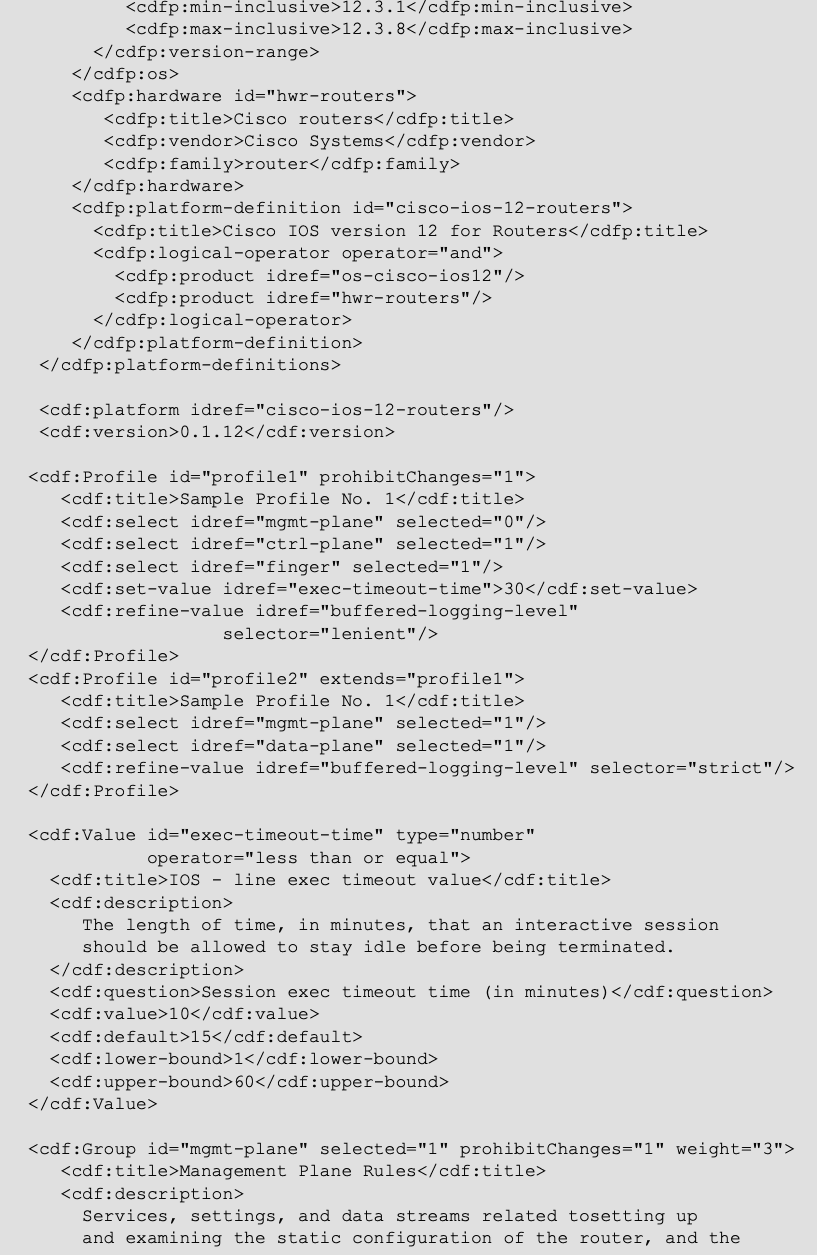 <cdfp:min-inclusive>12.3.1</cdfp:min-inclusive>
<cdfp:max-inclusive>12.3.8</cdfp:max-inclusive>
</cdfp:version-range>
</cdfp:os>
<cdfp:hardware id="hwr-routers">
<cdfp:title>Cisco routers</cdfp:title>
<cdfp:vendor>Cisco Systems</cdfp:vendor>
<cdfp:family>router</cdfp:family>
</cdfp:hardware>
<cdfp:platform-definition id="cisco-ios-12-routers">
<cdfp:title>Cisco IOS version 12 for Routers</cdfp:title>
<cdfp:logical-operator operator="and">
<cdfp:product idref="os-cisco-ios12"/>
<cdfp:product idref="hwr-routers"/>
</cdfp:logical-operator>
</cdfp:platform-definition>
</cdfp:platform-definitions>
<cdf:platform idref="cisco-ios-12-routers"/>
<cdf:version>0.1.12</cdf:version>
<cdf:Profile id="profile1" prohibitChanges="1">
<cdf:title>Sample Profile No. 1</cdf:title>
<cdf:select idref="mgmt-plane" selected="0"/>
<cdf:select idref="ctrl-plane" selected="1"/>
<cdf:select idref="finger" selected="1"/>
<cdf:set-value idref="exec-timeout-time">30</cdf:set-value>
<cdf:refine-value idref="buffered-logging-level"
selector="lenient"/>
</cdf:Profile>
<cdf:Profile id="profile2" extends="profile1">
<cdf:title>Sample Profile No. 1</cdf:title>
<cdf:select idref="mgmt-plane" selected="1"/>
<cdf:select idref="data-plane" selected="1"/>
<cdf:refine-value idref="buffered-logging-level" selector="strict"/>
</cdf:Profile>
<cdf:Value id="exec-timeout-time" type="number"
operator="less than or equal">
<cdf:title>IOS - line exec timeout value</cdf:title>
<cdf:description>
The length of time, in minutes, that an interactive session
should be allowed to stay idle before being terminated.
</cdf:description>
<cdf:question>Session exec timeout time (in minutes)</cdf:question>
<cdf:value>10</cdf:value>
<cdf:default>15</cdf:default>
<cdf:lower-bound>1</cdf:lower-bound>
<cdf:upper-bound>60</cdf:upper-bound>
</cdf:Value>
<cdf:Group id="mgmt-plane" selected="1" prohibitChanges="1" weight="3">
<cdf:title>Management Plane Rules</cdf:title>
<cdf:description>
Services, settings, and data streams related tosetting up
and examining the static configuration of the router, and the